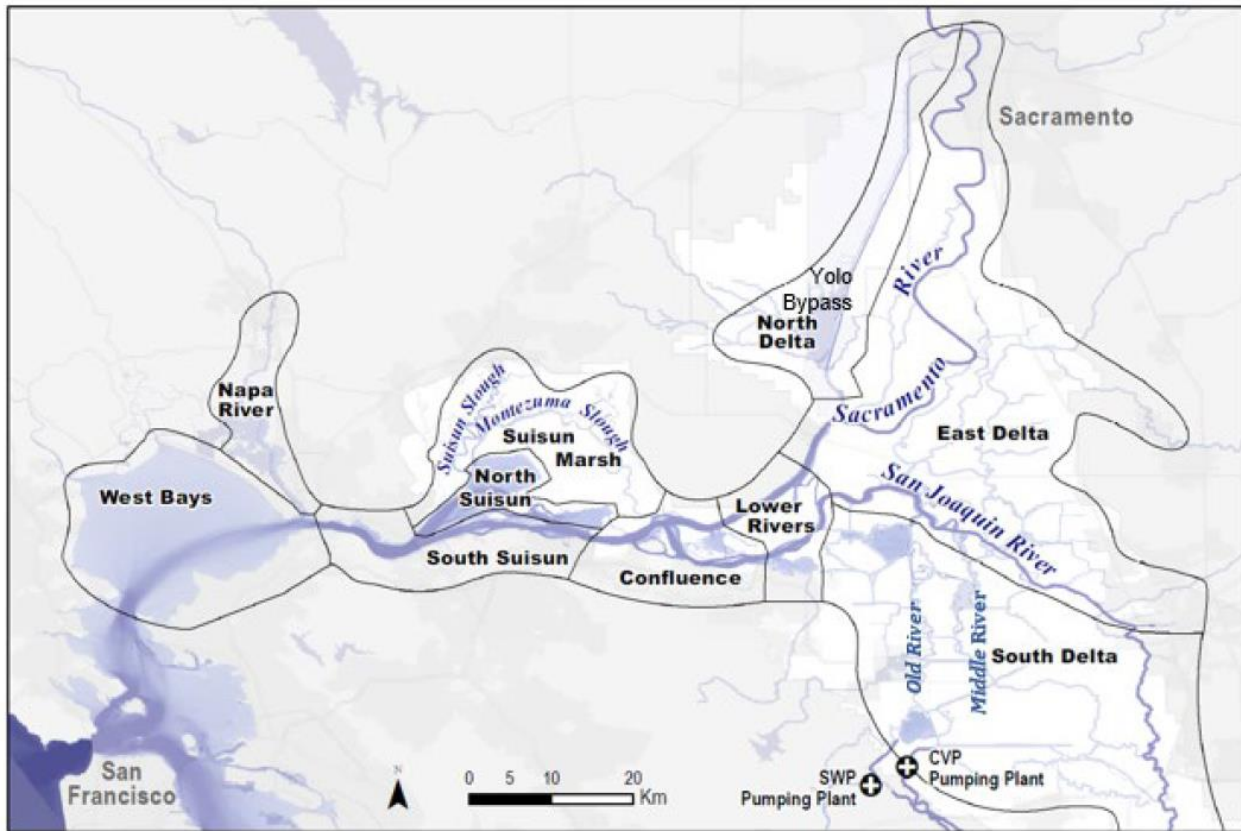 Sacramento
River
Yolo
Bypass
North
Delta
Napa
River
Suisun Slough
Montezuma Slough
Suisun
Marsh
Sacramento
East Delta
North
Suisun
West Bays
San Joaquin River
Lower
Rivers
South Suisun
Confluence
Old River
Middle River
South Delta
San
Francisco
N
0 5 10 20
Km
SWP
Pumping Plant
CVP
Pumping Plant